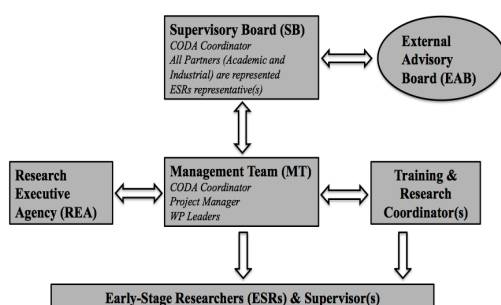 Supervisory Board (SB)
CODA Coordinator
All Partners (Academic and
Industrial) are represented
ESRs representative(s)
External
Advisory
Board (EAB)
Research
Executive
Agency (REA)
Management Team (MT)
CODA Coordinator
Project Manager
WP Leaders
Training &
Research
Coordinator(s)
Early-Stage Researchers (ESRs) & Supervisor(s)